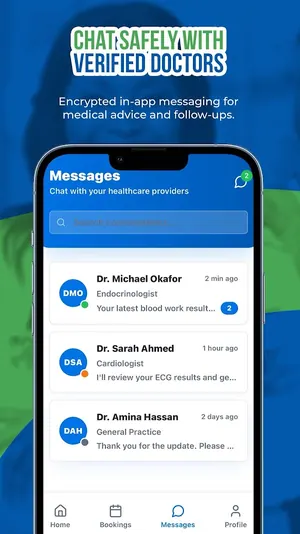 CHAT SAFELY WITH
VERIFIED DOCTORS
Encrypted in-app messaging for
medical advice and follow-ups.
Messages
2
Chat with your healthcare providers
Dr. Michael Okafor
2 min ago
DMO
Endocrinologist
Your latest blood work result...
2
Dr. Sarah Ahmed
1 hour ago
DSA
Cardiologist
I'll review your ECG results and ge...
Dr. Amina Hassan
2 days ago
DAH
General Practice
Thank you for the update. Please ...
Home
Bookings
Messages
Profile